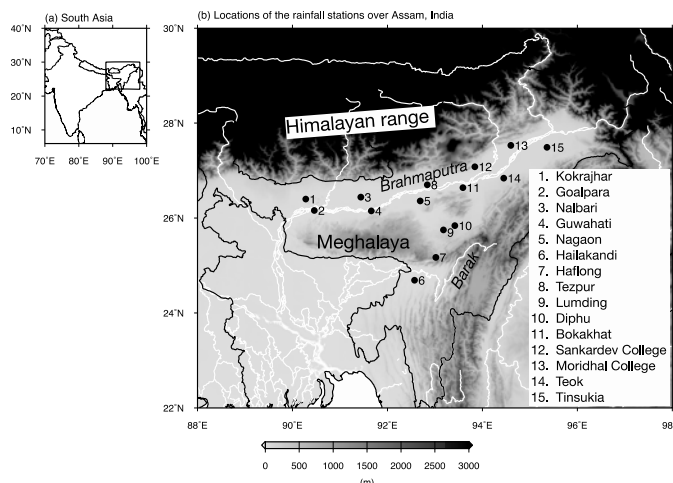 (a) South Asia
40˚N
30˚N
20˚N
10˚N
70˚E 80˚E 90˚E 100˚E
(b) Locations of the rainfall stations over Assam, India
30˚N
28˚N
26˚N
24˚N
22˚N
88˚E 90˚E 92˚E 94˚E 96˚E 98
Himalayan range
Brahmaputra
Meghalaya
Barak
1
2
3
4
5
6
7
8
9
10
11
12
13
14
15
1. Kokrajhar
2. Goalpara
3. Nalbari
4. Guwahati
5. Nagaon
6. Hailakandi
7. Haflong
8. Tezpur
9. Lumding
10. Diphu
11. Bokakhat
12. Sankardev College
13. Moridhal College
14. Teok
15. Tinsukia
0 500 1000 1500 2000 2500 3000
(m)